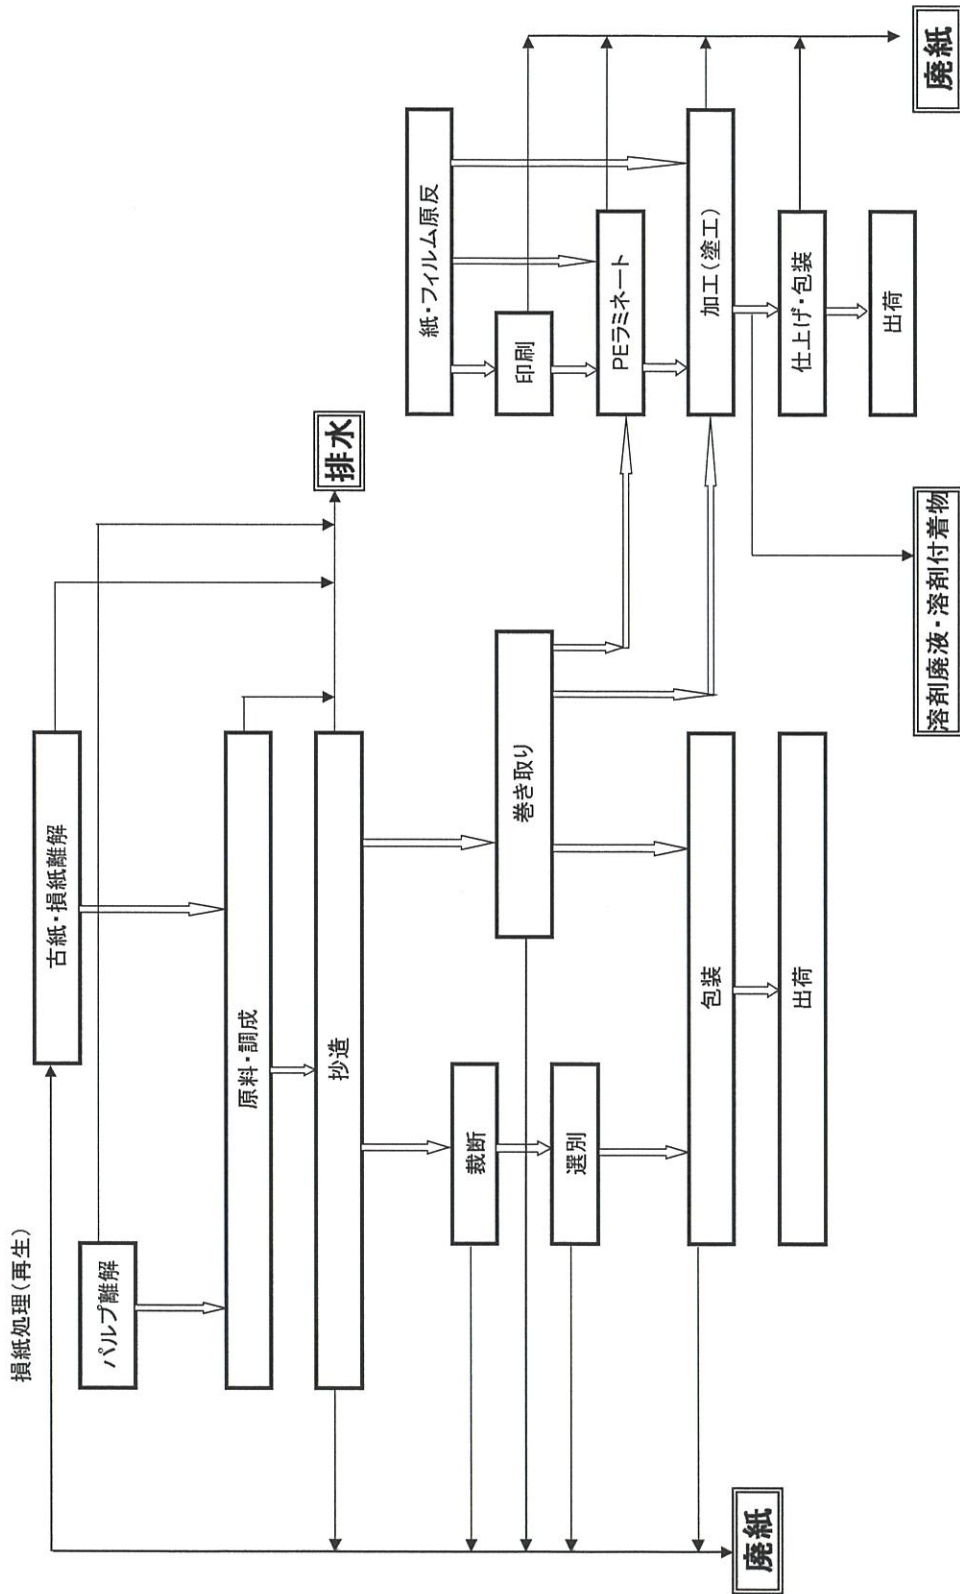 損紙処理(再生)
古紙・損紙離解
パルプ離解
原料・調成
抄造
排水
裁断
選別
巻き取り
包装
出荷
廃紙
紙・フィルム原反
印刷
PEラミネート
加工(塗工)
仕上げ・包装
出荷
溶剤廃液・溶剤付着物
廃紙